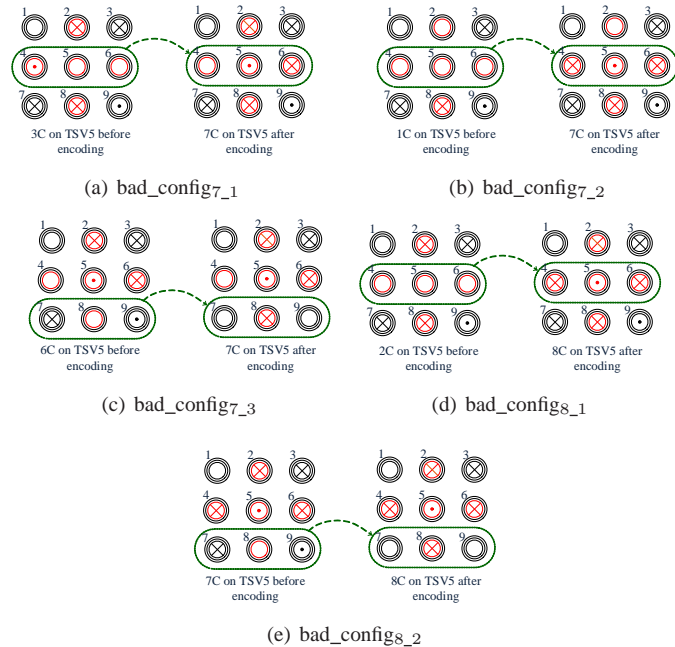 1 2 3 1 2 3
4 5 6 4 5 6
7 8 9 7 8 9
3C on TSV5 before encoding
7C on TSV5 after encoding
(a) bad_config7_1
1 2 3 1 2 3
4 5 6 4 5 6
7 8 9 7 8 9
1C on TSV5 before encoding
7C on TSV5 after encoding
(b) bad_config7_2
1 2 3 1 2 3
4 5 6 4 5 6
7 8 9 7 8 9
6C on TSV5 before encoding
7C on TSV5 after encoding
(c) bad_config7_3
1 2 3 1 2 3
4 5 6 4 5 6
7 8 9 7 8 9
2C on TSV5 before encoding
8C on TSV5 after encoding
(d) bad_config8_1
1 2 3 1 2 3
4 5 6 4 5 6
7 8 9 7 8 9
7C on TSV5 before encoding
8C on TSV5 after encoding
(e) bad_config8_2